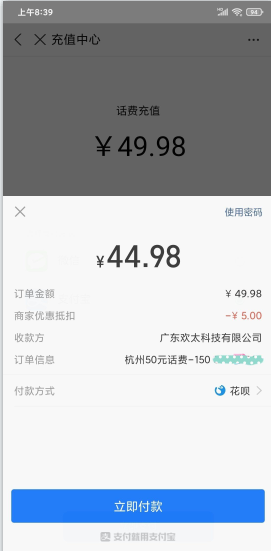 上午8:39
94
充值中心
话费充值
￥49.98
使用密码
¥44.98
订单金额 ￥ 49.98
商家优惠抵扣 -￥ 5.00
收款方 广东欢太科技有限公司
订单信息 杭州50元话费-150
付款方式 花呗
立即付款
支付就用支付宝